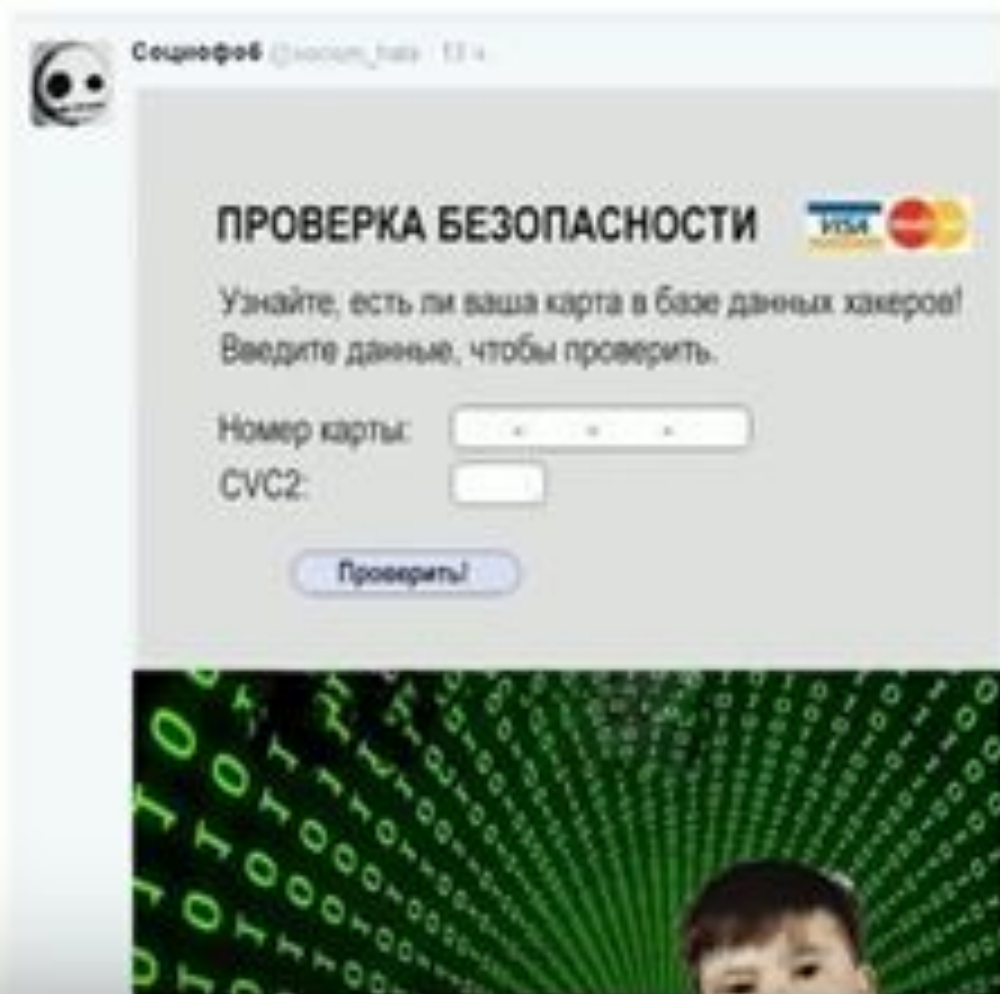 Социофоб
ПРОВЕРКА БЕЗОПАСНОСТИ VISA
Узнайте, есть ли ваша карта в базе данных хакеров!
Введите данные, чтобы проверить.
Номер карты: - - -
CVC2:
Проверить!